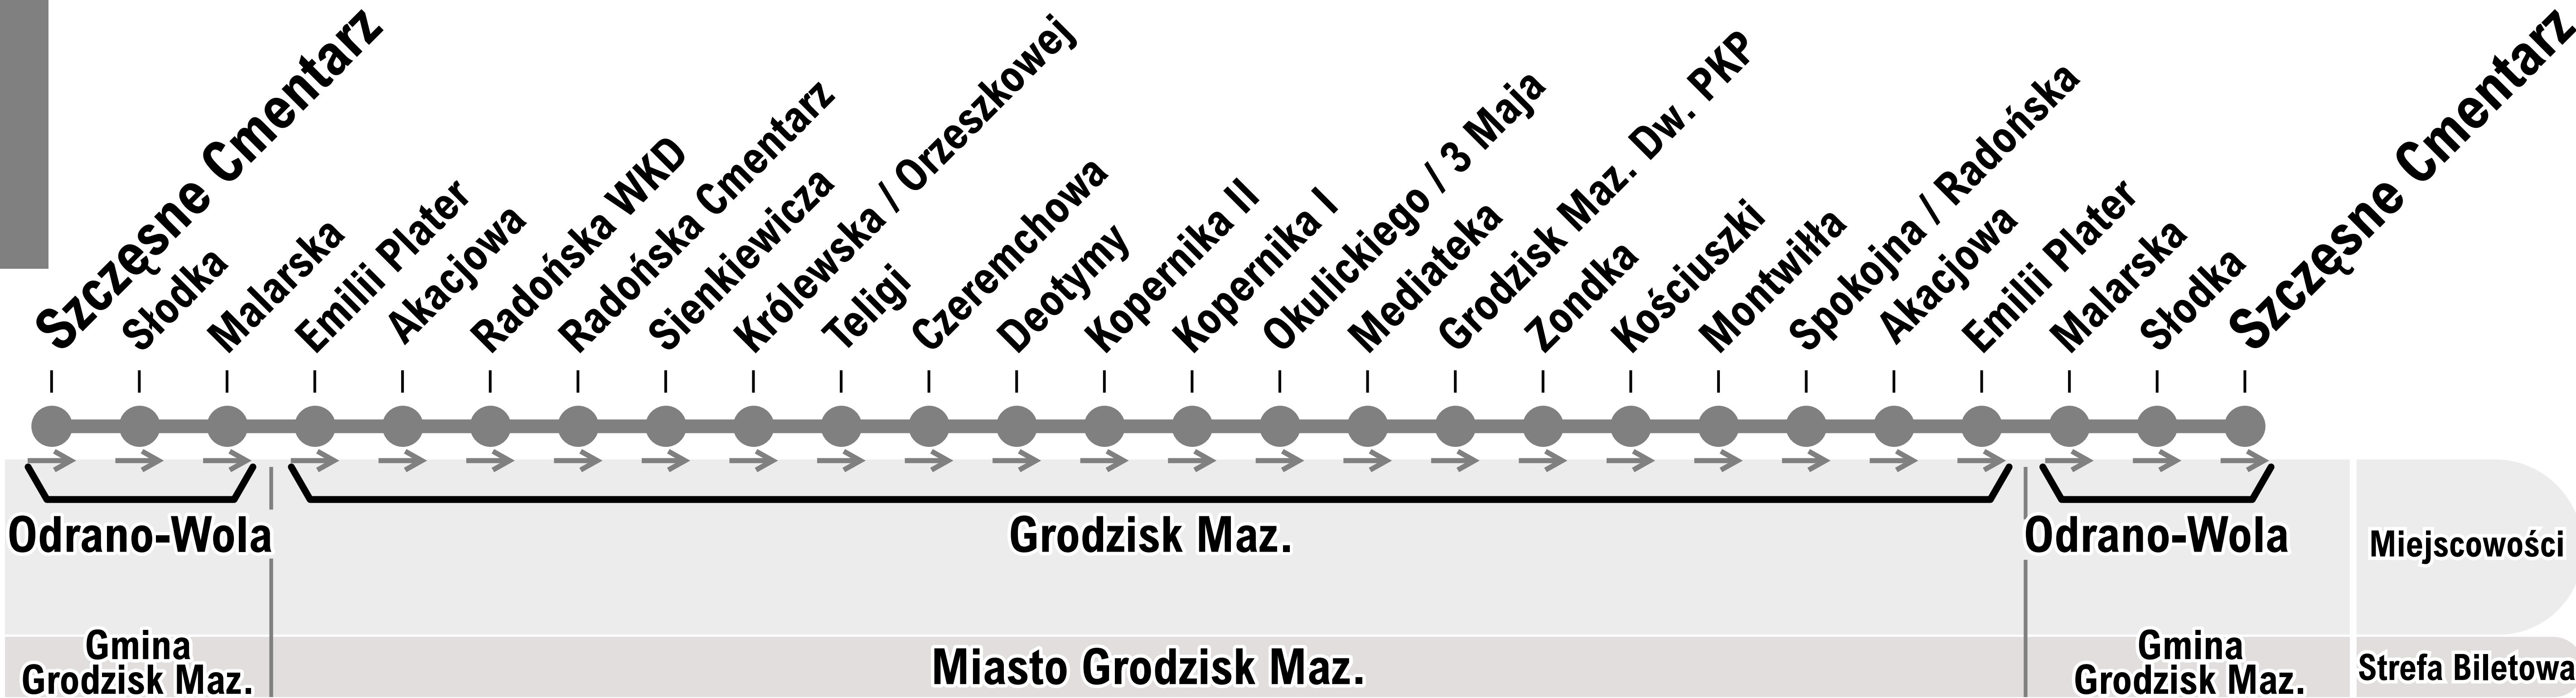 Szczęsne Cmentarz
Słodka
Malarska
Emilii Plater
Akacjowa
Radońska WKD
Radońska Cmentarz
Sienkiewicza
Królewska / Orzeszkowej
Teligi
Czeremchowa
Deotymy
Kopernika II
Kopernika I
Okulickiego / 3 Maja
Mediateka
Grodzisk Maz. Dw. PKP
Zondka
Kościuszki
Montwiłła
Spokojna / Radońska
Akacjowa
Emilii Plater
Malarska
Słodka
Szczęsne Cmentarz
Odrano-Wola
Grodzisk Maz.
Odrano-Wola
Miejscowości
Gmina
Grodzisk Maz.
Miasto Grodzisk Maz.
Gmina
Grodzisk Maz.
Strefa Biletowa